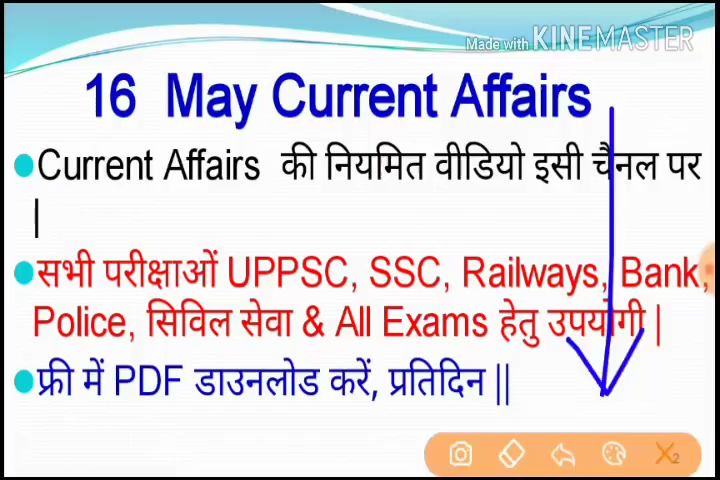 Made with KINEMASTER
16 May Current Affairs
Current Affairs की नियमित वीडियो इसी चैनल पर
|
सभी परीक्षाओं UPPSC, SSC, Railways, Bank,
Police, सिविल सेवा & All Exams हेतु उपयोगी |
फ्री में PDF डाउनलोड करें, प्रतिदिन ||
X2